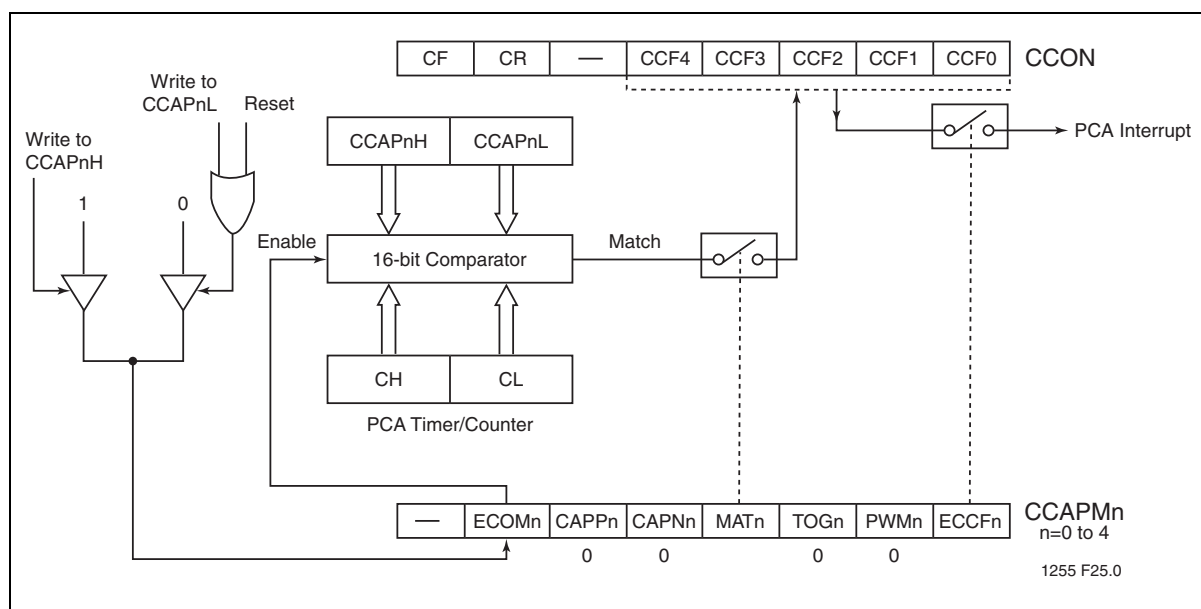 CF CR — CCF4 CCF3 CCF2 CCF1 CCF0 CCON
Write to
CCAPnL
Reset
Write to
CCAPnH
1
0
CCAPnH CCAPnL
PCA Interrupt
Enable
16-bit Comparator
Match
CH CL
PCA Timer/Counter
— ECOMn CAPPn CAPNn MATn TOGn PWMn ECCFn CCAPMn
n=0 to 4
0 0 0 0
1255 F25.0